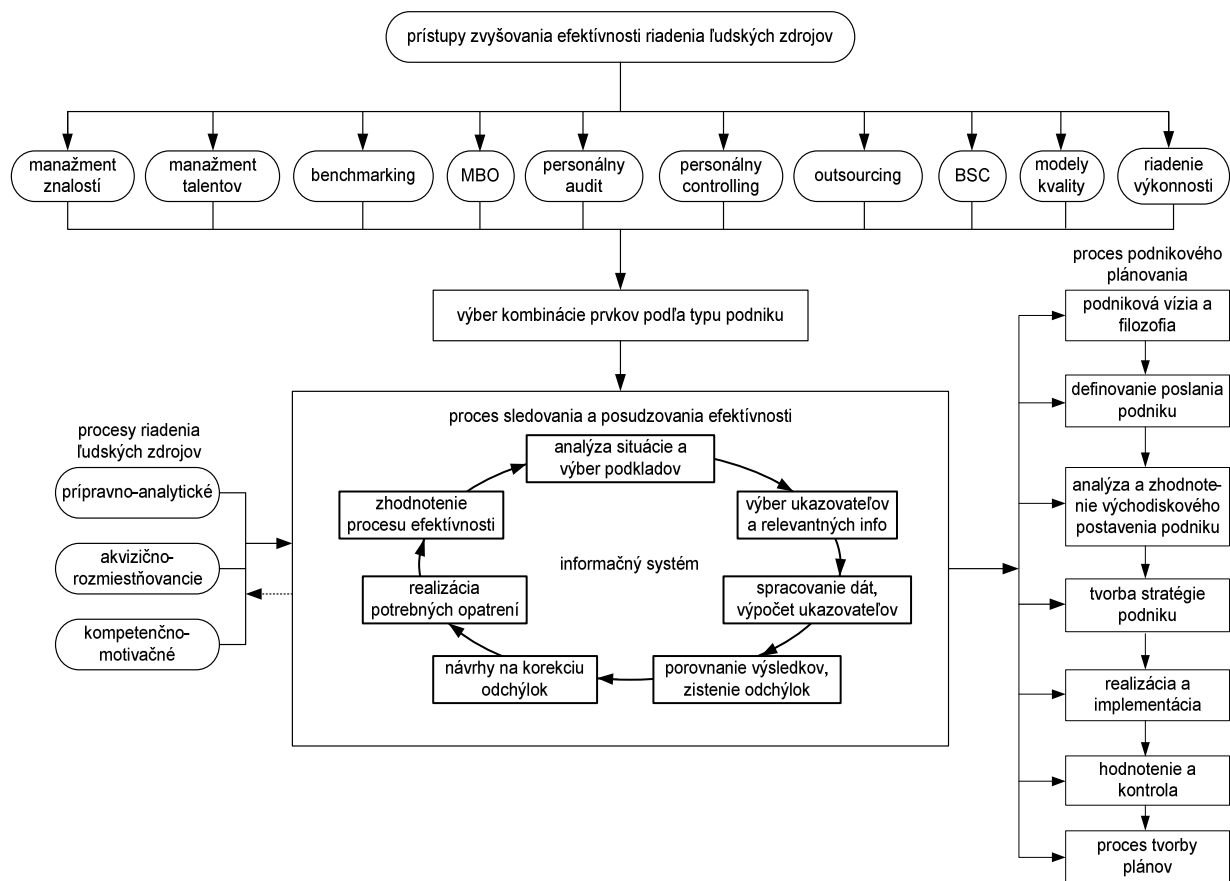 prístupy zvyšovania efektívnosti riadenia ľudských zdrojov
manažment
znalostí
manažment
talentov
benchmarking
MBO
personálny
audit
personálny
controlling
outsourcing
BSC
modely
kvality
riadenie
výkonnosti
výber kombinácie prvkov podľa typu podniku
procesy riadenia
ľudských zdrojov
prípravno-analytické
akvizično-
rozmiestňovancie
kompetenčno-
motivačné
proces sledovania a posudzovania efektívnosti
analýza situácie a
výber podkladov
výber ukazovateľov
a relevantných info
spracovanie dát,
výpočet ukazovateľov
porovnanie výsledkov,
zistenie odchýlok
návrhy na korekciu
odchýlok
realizácia
potrebných opatrení
zhodnotenie
procesu efektívnosti
informačný systém
proces podnikového
plánovania
podniková vízia a
filozofia
definovanie poslania
podniku
analýza a zhodnote-
nie východiskového
postavenia podniku
tvorba stratégie
podniku
realizácia a
implementácia
hodnotenie a
kontrola
proces tvorby
plánov